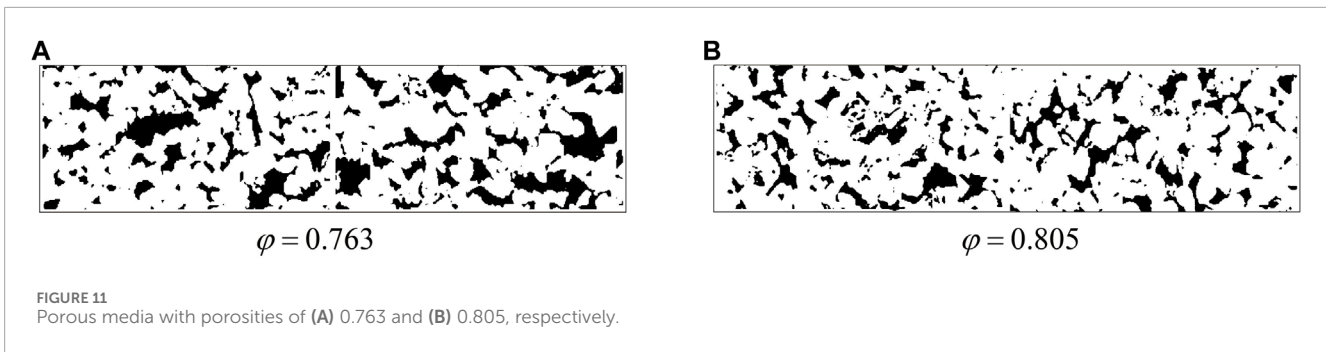 A
B
φ = 0.763
φ = 0.805
FIGURE 11
Porous media with porosities of (A) 0.763 and (B) 0.805, respectively.